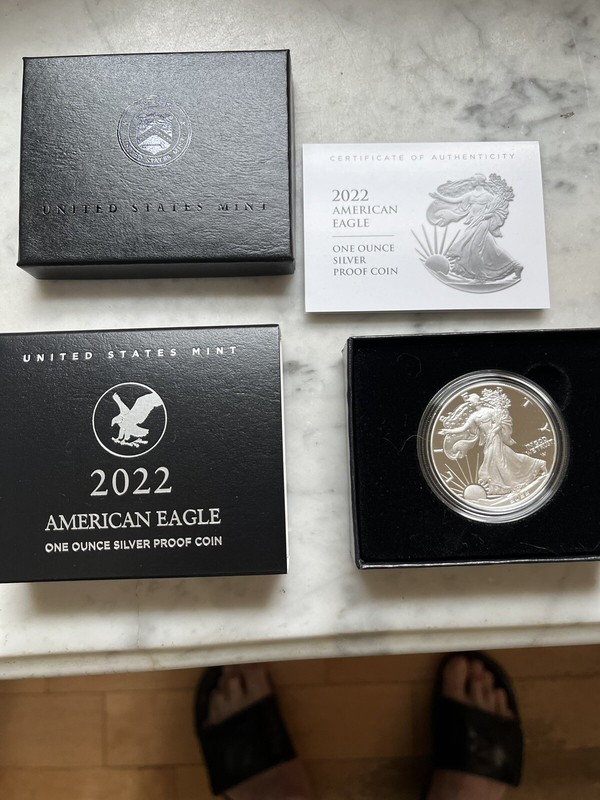 UNITED STATES MINT
CERTIFICATE OF AUTHENTICITY
2022
AMERICAN
EAGLE
ONE OUNCE
SILVER
PROOF COIN
UNITED STATES MINT
2022
AMERICAN EAGLE
ONE OUNCE SILVER PROOF COIN